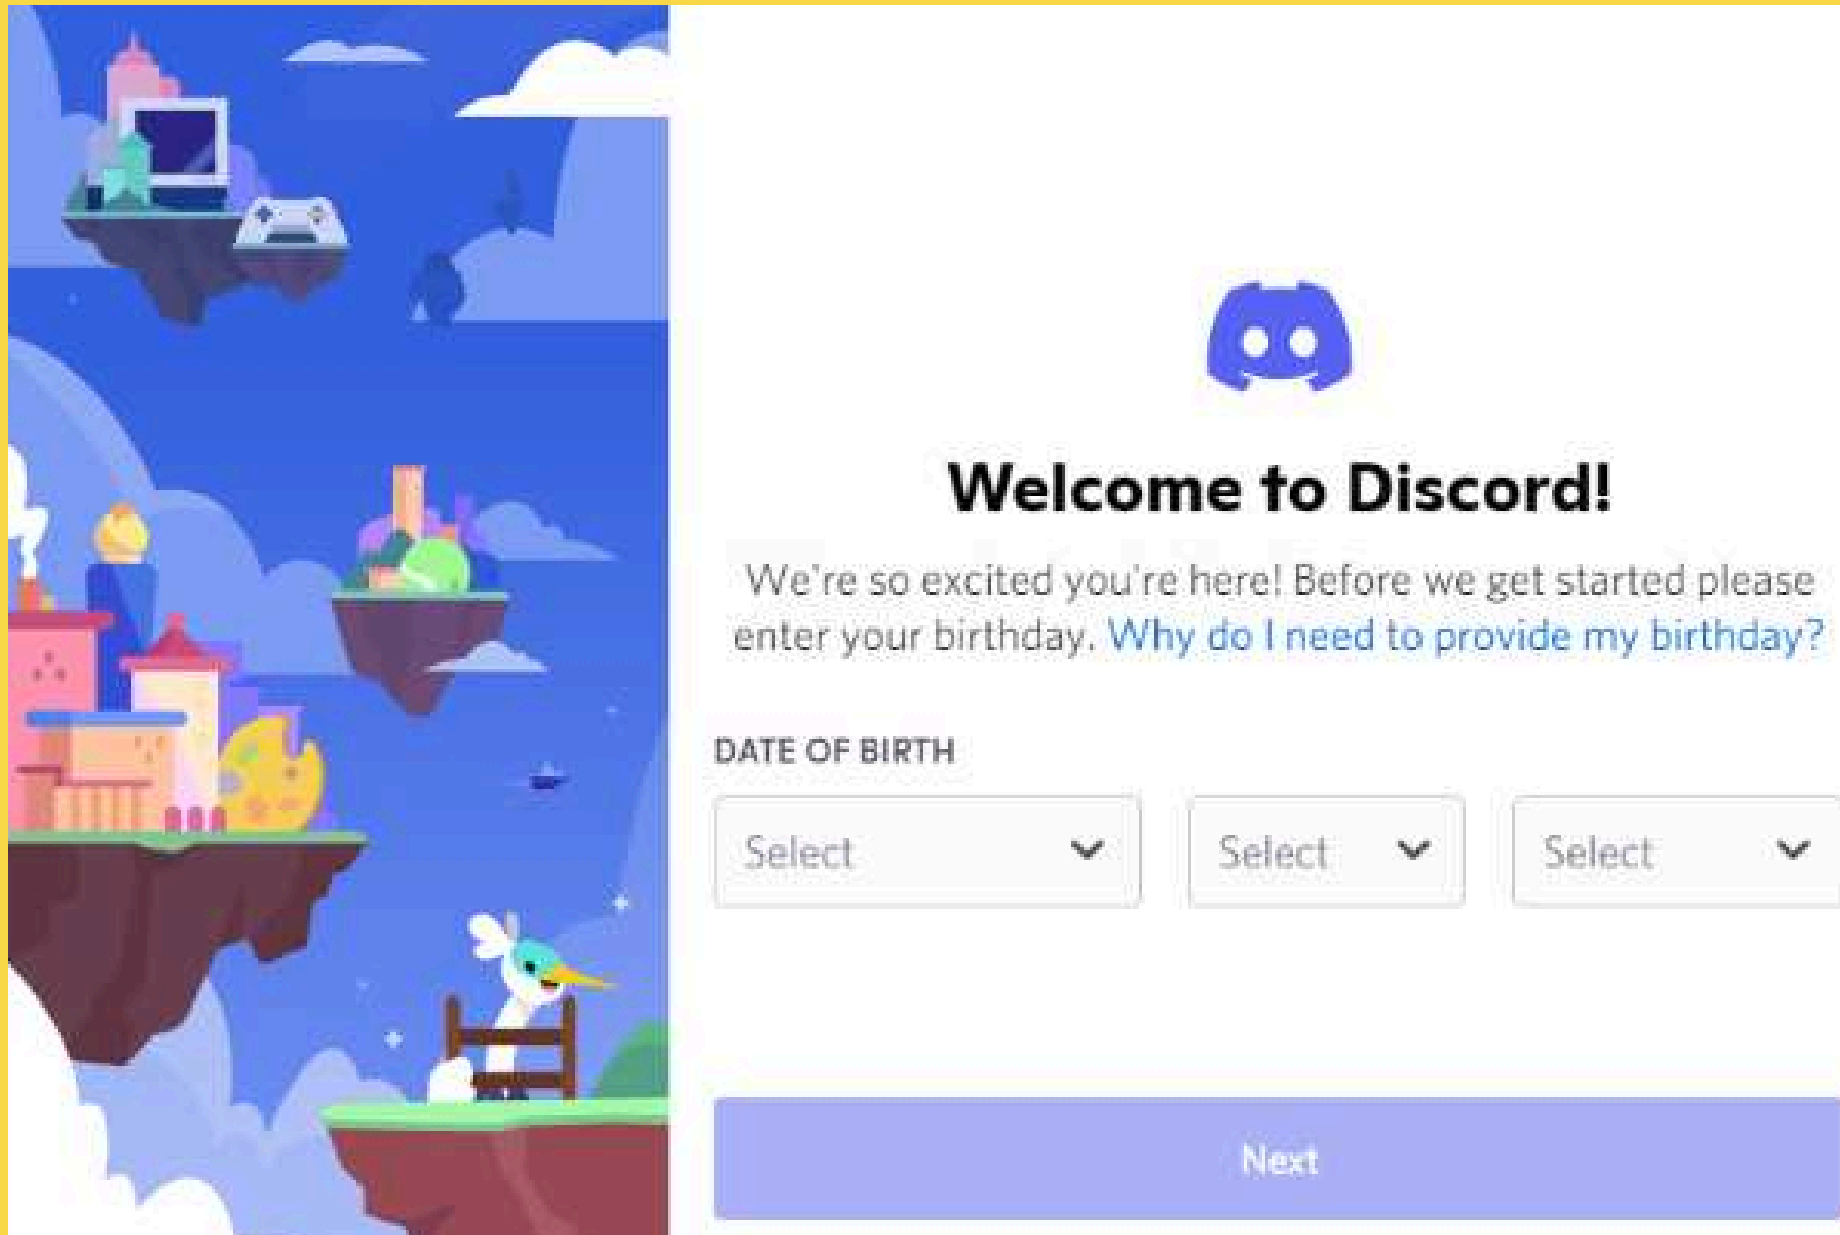 Welcome to Discord!
We're so excited you're here! Before we get started please
enter your birthday. Why do I need to provide my birthday?
DATE OF BIRTH
Select Select Select
Next